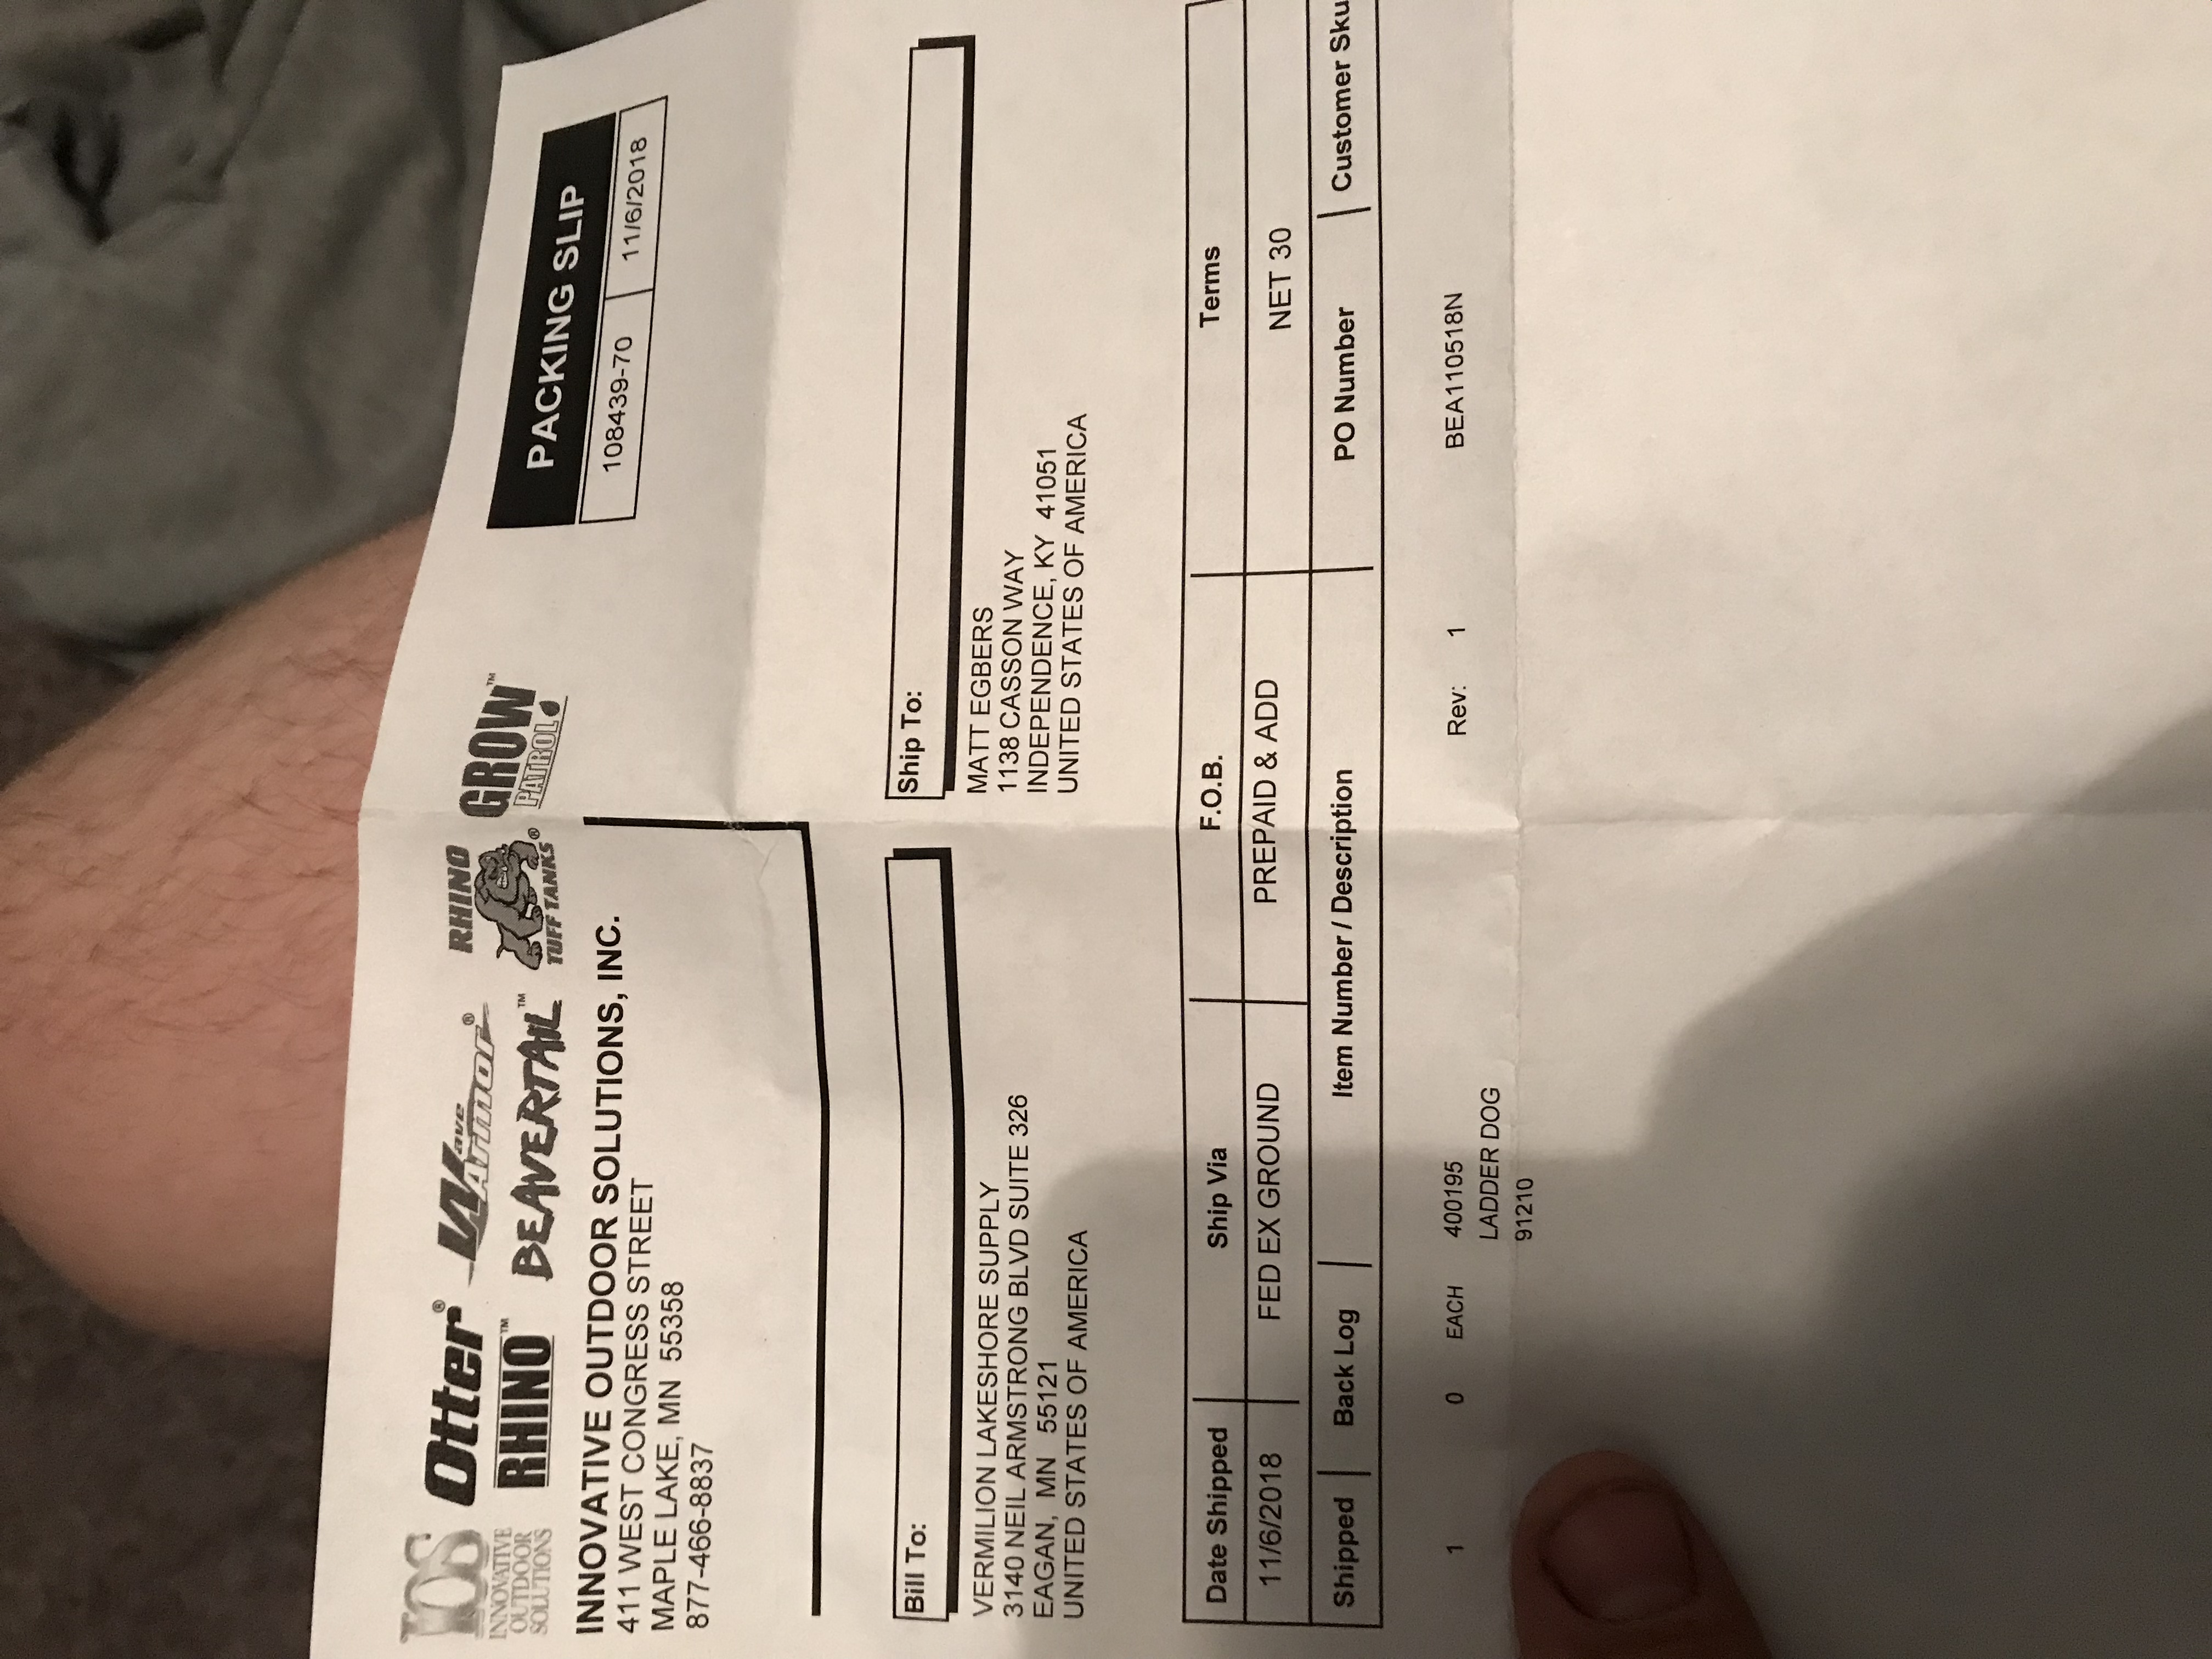 IOS
INNOVATIVE
OUTDOOR
SOLUTIONS
Otter®
Wave Armor®
RHINO™
BEAVERTAIL™
RHINO
TUFF TANKS®
GROW™
PATROL
PACKING SLIP
108439-70 11/6/2018
INNOVATIVE OUTDOOR SOLUTIONS, INC.
411 WEST CONGRESS STREET
MAPLE LAKE, MN 55358
877-466-8837
Bill To:
VERMILION LAKESHORE SUPPLY
3140 NEIL ARMSTRONG BLVD SUITE 326
EAGAN, MN 55121
UNITED STATES OF AMERICA
Ship To:
MATT EGBERS
1138 CASSON WAY
INDEPENDENCE, KY 41051
UNITED STATES OF AMERICA
Date Shipped Ship Via F.O.B. Terms
11/6/2018 FED EX GROUND PREPAID & ADD NET 30
Shipped Back Log Item Number / Description PO Number Customer Sku
1 0 EACH 400195 Rev: 1 BEA110518N
LADDER DOG
91210